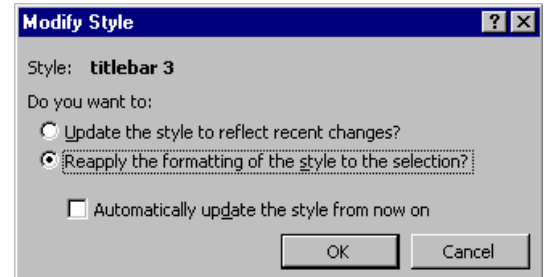 Modify Style
Style: titlebar 3
Do you want to:
Update the style to reflect recent changes?
Reapply the formatting of the style to the selection?
Automatically update the style from now on
OK Cancel